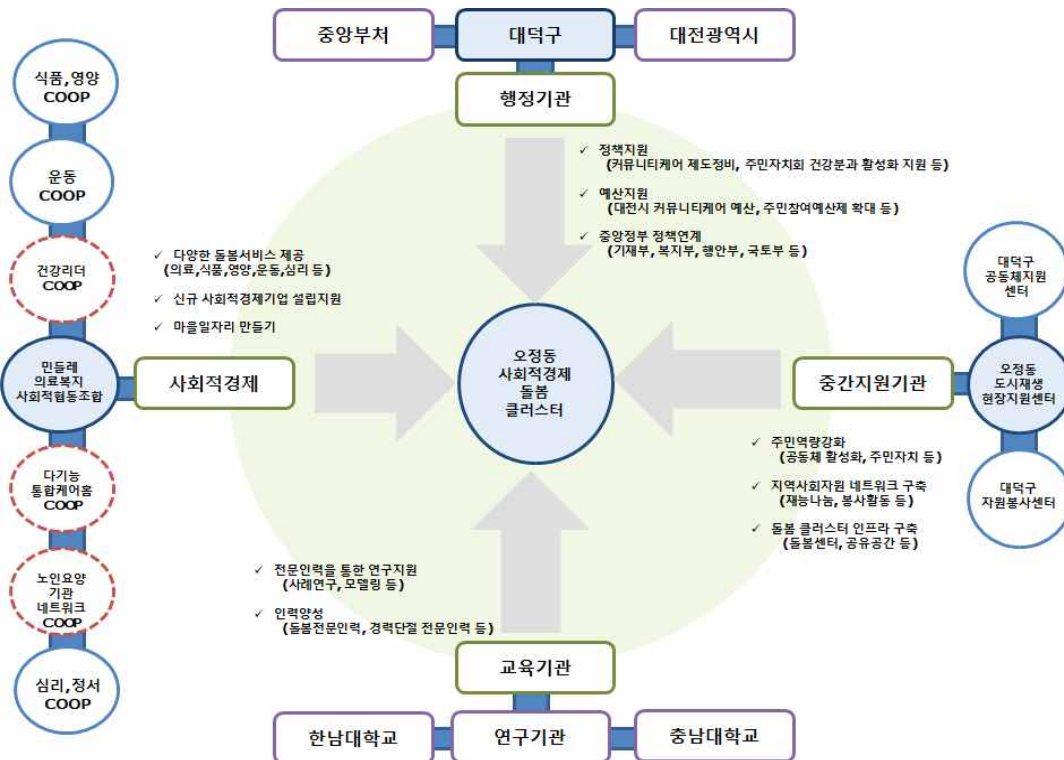 중앙부처
대덕구
대전광역시
행정기관
✓ 정책지원
(커뮤니티케어 제도정비, 주민자치회 건강분과 활성화 지원 등)
✓ 예산지원
(대전시 커뮤니티케어 예산, 주민참여예산제 확대 등)
✓ 중앙정부 정책연계
(기재부, 복지부, 행안부, 국토부 등)
식품,영양
COOP
운동
COOP
건강리더
COOP
민들레
의료복지
사회적협동조합
다기능
통합케어홈
COOP
노인요양
기관
네트워크
COOP
심리,정서
COOP
✓ 다양한 돌봄서비스 제공
(의료,식품,영양,운동,심리 등)
✓ 신규 사회적경제기업 설립지원
✓ 마을일자리 만들기
사회적경제
오정동
사회적경제
돌봄
클러스터
중간지원기관
대덕구
공동체지원
센터
오정동
도시재생
현장지원센터
대덕구
자원봉사센터
✓ 주민역량강화
(공동체 활성화, 주민자치 등)
✓ 지역사회자원 네트워크 구축
(재능나눔, 봉사활동 등)
✓ 돌봄 클러스터 인프라 구축
(돌봄센터, 공유공간 등)
✓ 전문인력을 통한 연구지원
(사례연구, 모델링 등)
✓ 인력양성
(돌봄전문인력, 경력단절 전문인력 등)
교육기관
한남대학교
연구기관
충남대학교